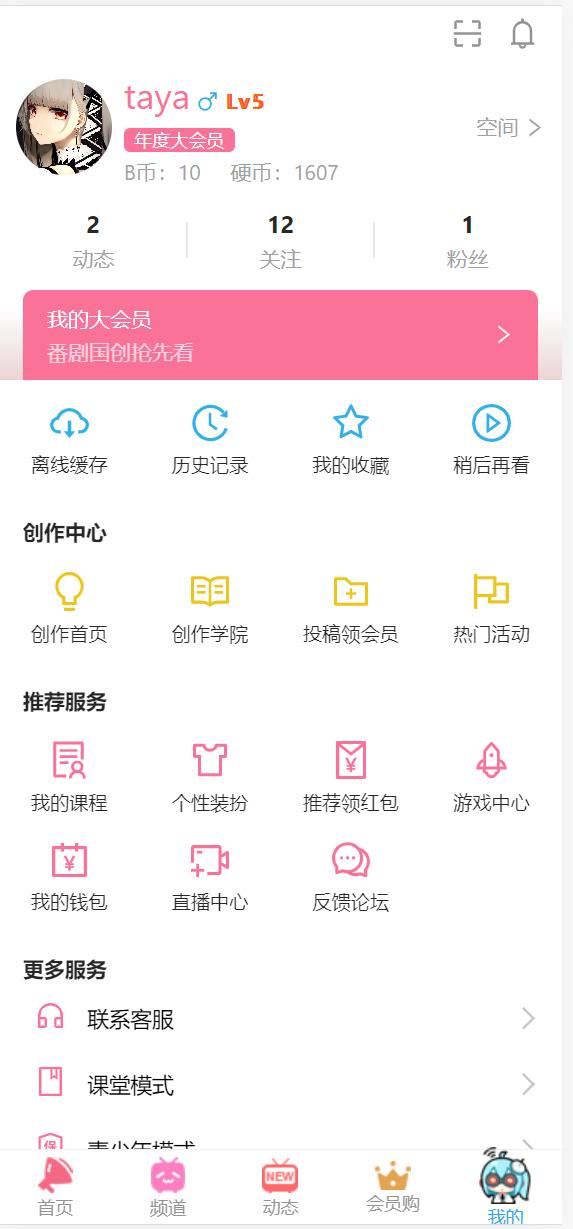 taya Lv5
年度大会员
空间
B币：10 硬币：1607
2 12 1
动态 关注 粉丝
我的大会员
番剧国创抢先看
离线缓存 历史记录 我的收藏 稍后再看
创作中心
创作首页 创作学院 投稿领会员 热门活动
推荐服务
¥
我的课程 个性装扮 推荐领红包 游戏中心
¥
我的钱包 直播中心 反馈论坛
更多服务
联系客服
课堂模式
保 青少年模式
NEW
首页 频道 动态 会员购 我的